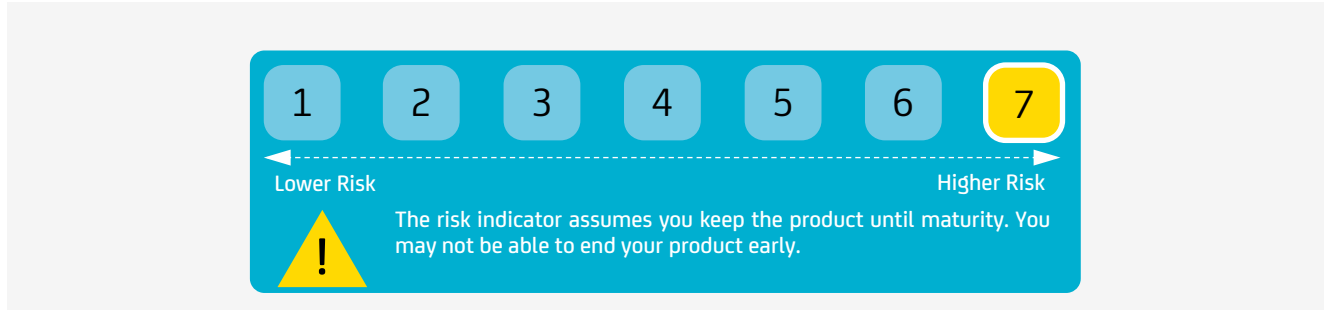 1 2 3 4 5 6 7
Lower Risk Higher Risk
! The risk indicator assumes you keep the product until maturity. You
may not be able to end your product early.